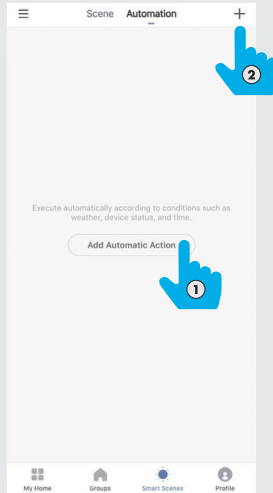 Scene Automation
2
Execute automatically according to conditions such as
weather, device status, and time.
Add Automatic Action
1
My Home Groups Smart Scenes Profile